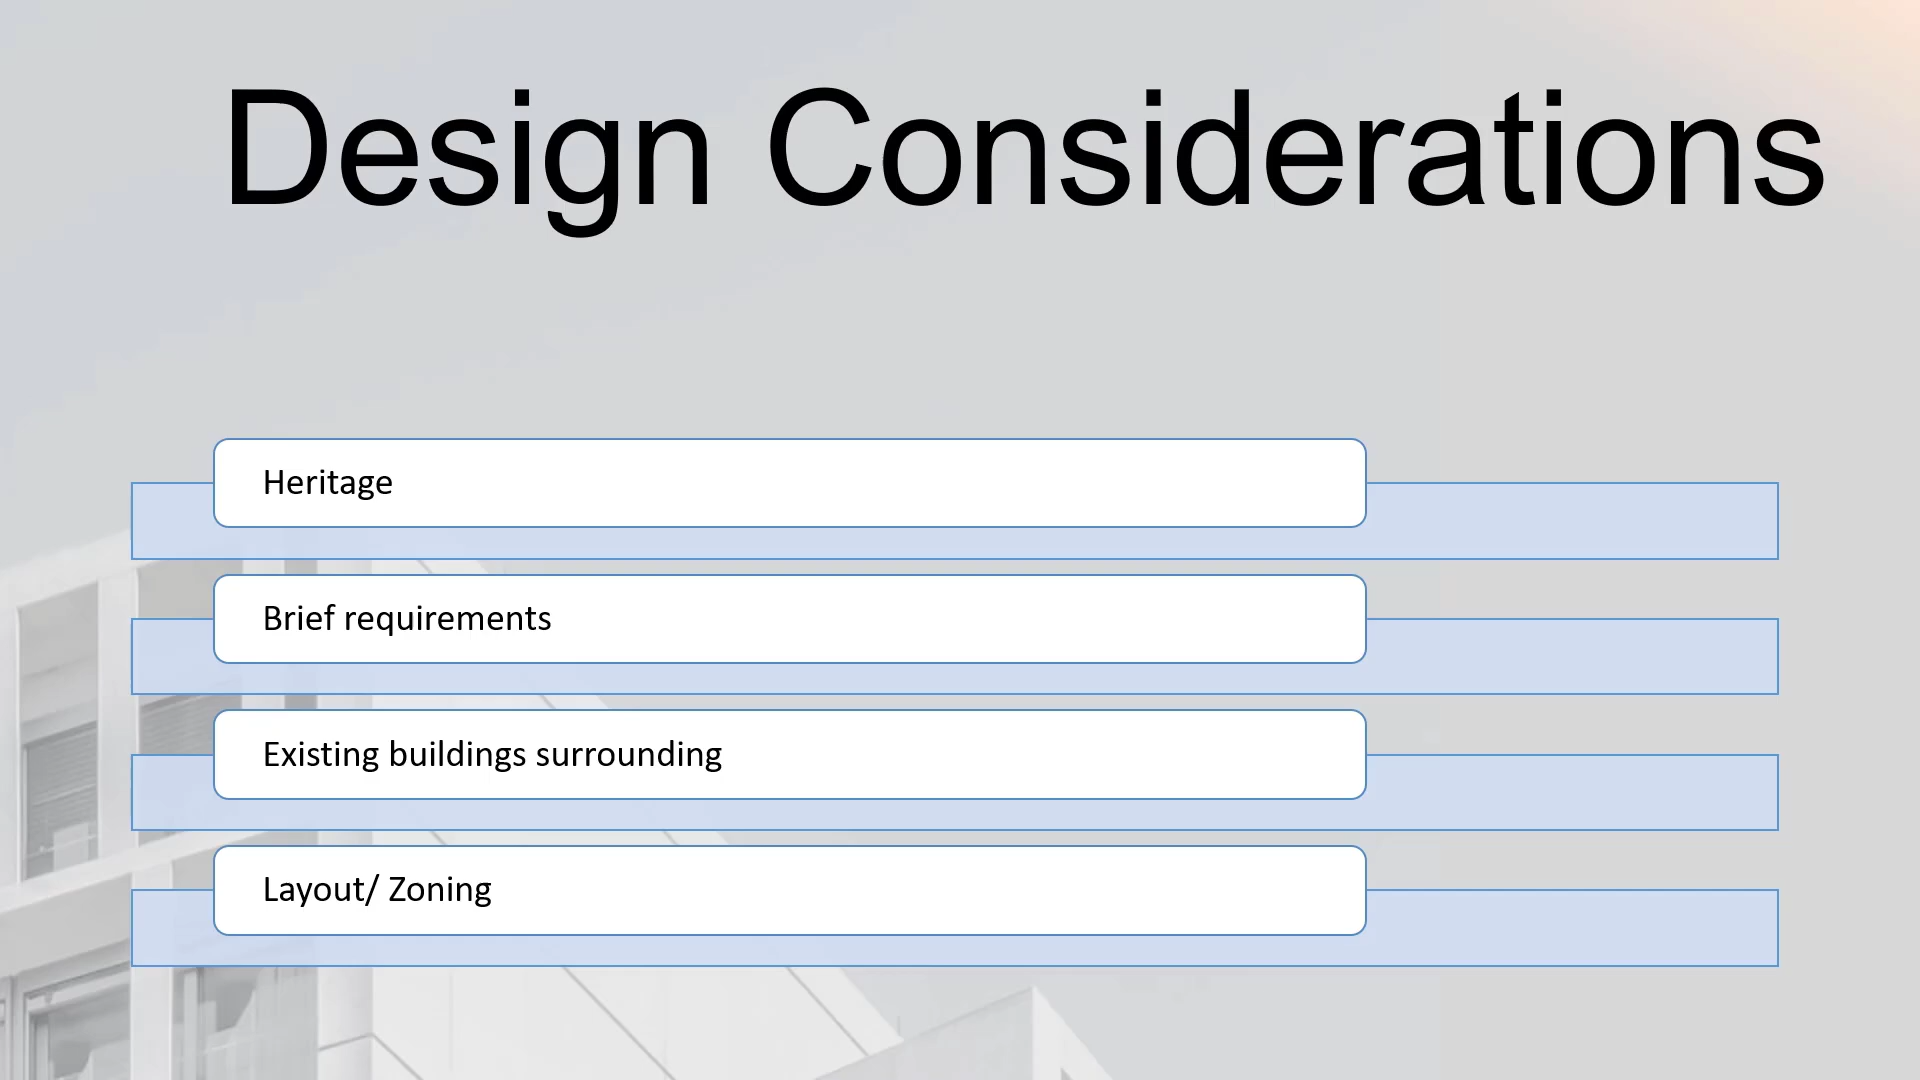 Design Considerations
Heritage
Brief requirements
Existing buildings surrounding
Layout/ Zoning